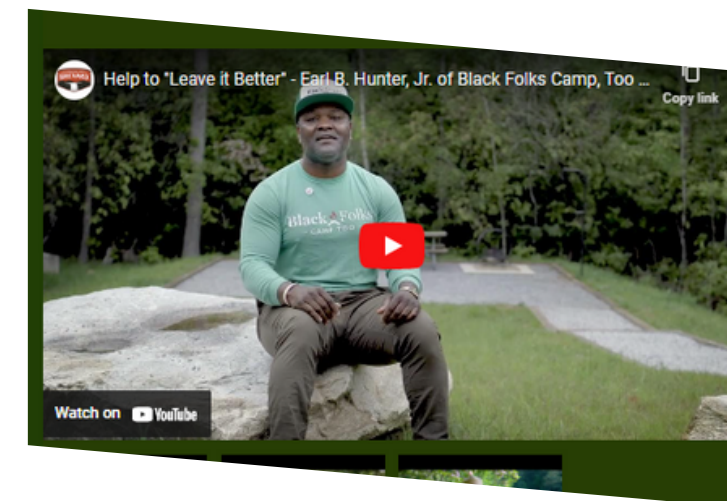 Help to "Leave it Better" - Earl B. Hunter, Jr. of Black Folks Camp, Too ...
Copy link
Black Folks
CAMP TOO
Watch on YouTube